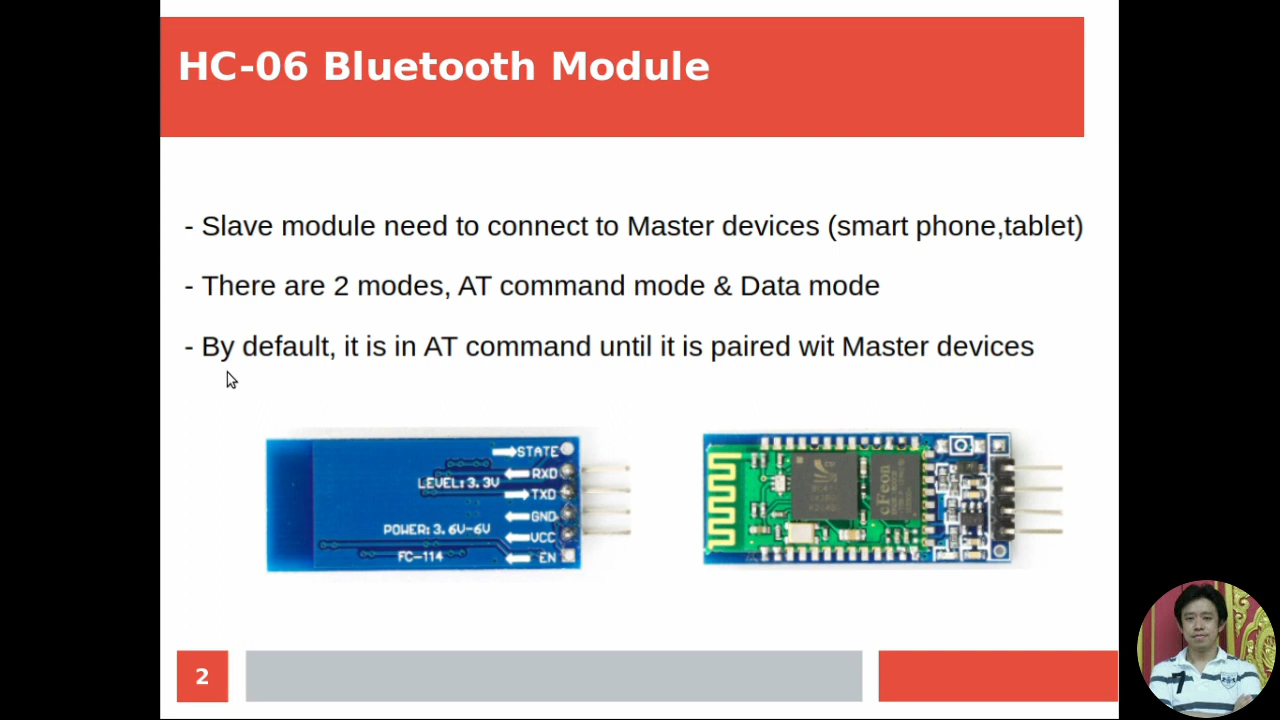 HC-06 Bluetooth Module
- Slave module need to connect to Master devices (smart phone,tablet)
- There are 2 modes, AT command mode & Data mode
- By default, it is in AT command until it is paired wit Master devices
STATE
RXD
LEVEL:3.3V
TXD
GND
POWER:3.6V-6V
VCC
FC-114
EN
2
7